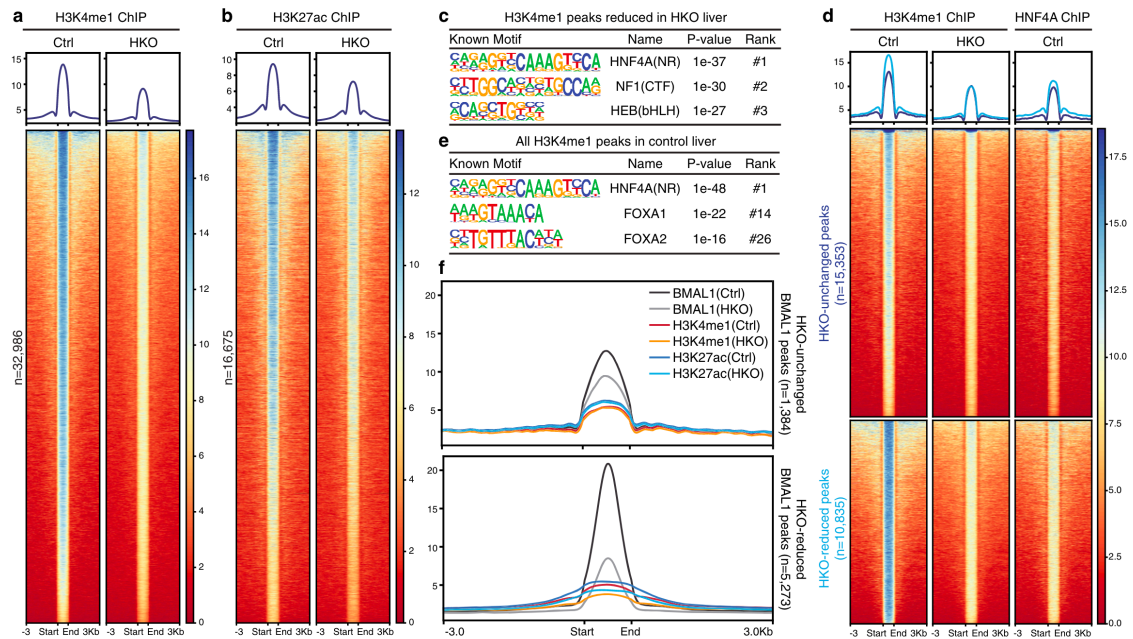 a
H3K4me1 ChIP
Ctrl
HKO
15
10
5
n=32,986
16
14
12
10
8
6
4
2
0
-3 Start End 3Kb -3 Start End 3Kb
b
H3K27ac ChIP
Ctrl
HKO
10
8
6
4
n=16,675
12
10
8
6
4
2
0
-3 Start End 3Kb -3 Start End 3Kb
c
H3K4me1 peaks reduced in HKO liver
Known Motif Name P-value Rank
HNF4A(NR) 1e-37 #1
NF1(CTF) 1e-30 #2
HEB(bHLH) 1e-27 #3
e
All H3K4me1 peaks in control liver
Known Motif Name P-value Rank
HNF4A(NR) 1e-48 #1
FOXA1 1e-22 #14
FOXA2 1e-16 #26
f
20
15
10
5
BMAL1(Ctrl)
BMAL1(HKO)
H3K4me1(Ctrl)
H3K4me1(HKO)
H3K27ac(Ctrl)
H3K27ac(HKO)
HKO-unchanged
BMAL1 peaks (n=1,384)
20
15
10
5
HKO-reduced
BMAL1 peaks (n=5,273)
-3.0 Start End 3.0Kb
d
H3K4me1 ChIP HNF4A ChIP
Ctrl HKO Ctrl
15
10
5
HKO-unchanged peaks
(n=15,353)
HKO-reduced peaks
(n=10,835)
17.5
15.0
12.5
10.0
7.5
5.0
2.5
0.0
-3 Start End 3Kb -3 Start End 3Kb -3 Start End 3Kb